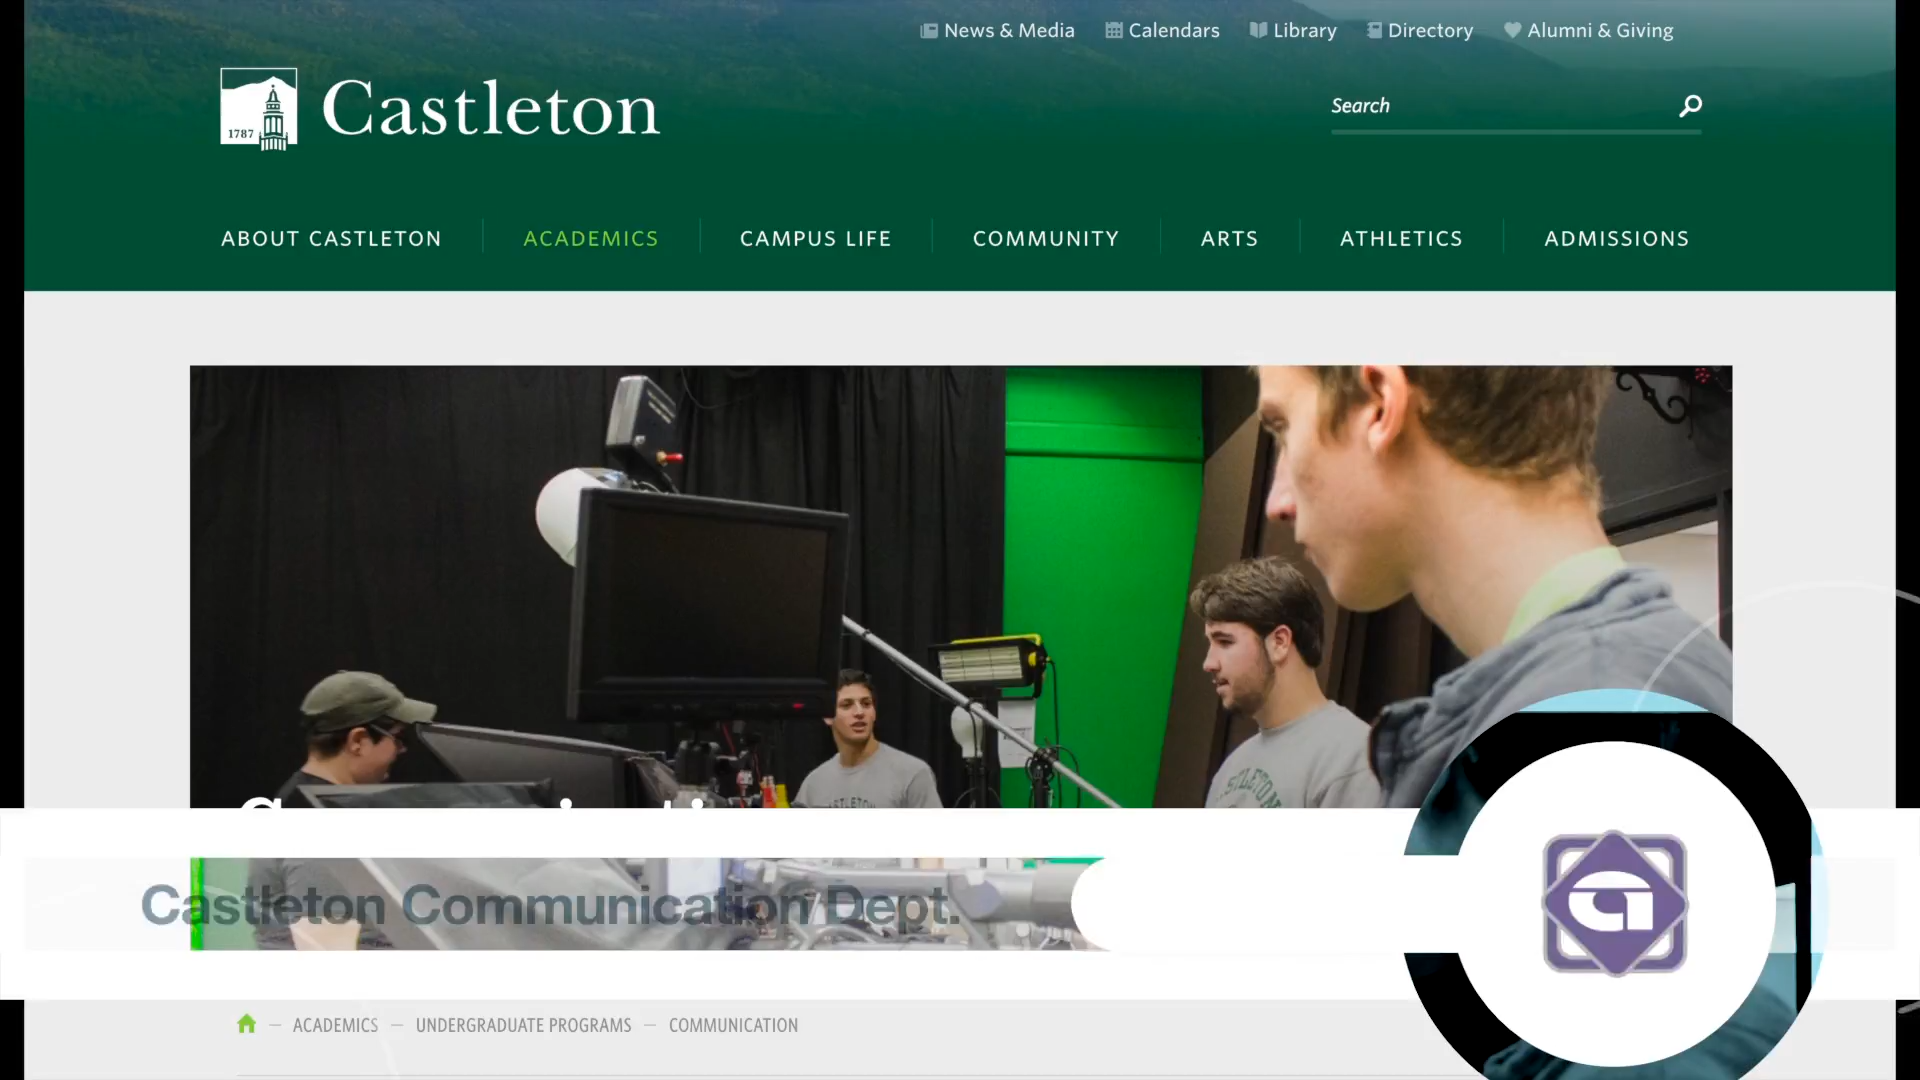 News & Media
Calendars
Library
Directory
Alumni & Giving
1787
Castleton
Search
ABOUT CASTLETON
ACADEMICS
CAMPUS LIFE
COMMUNITY
ARTS
ATHLETICS
ADMISSIONS
Castleton Communication Dept.
ACADEMICS — UNDERGRADUATE PROGRAMS — COMMUNICATION